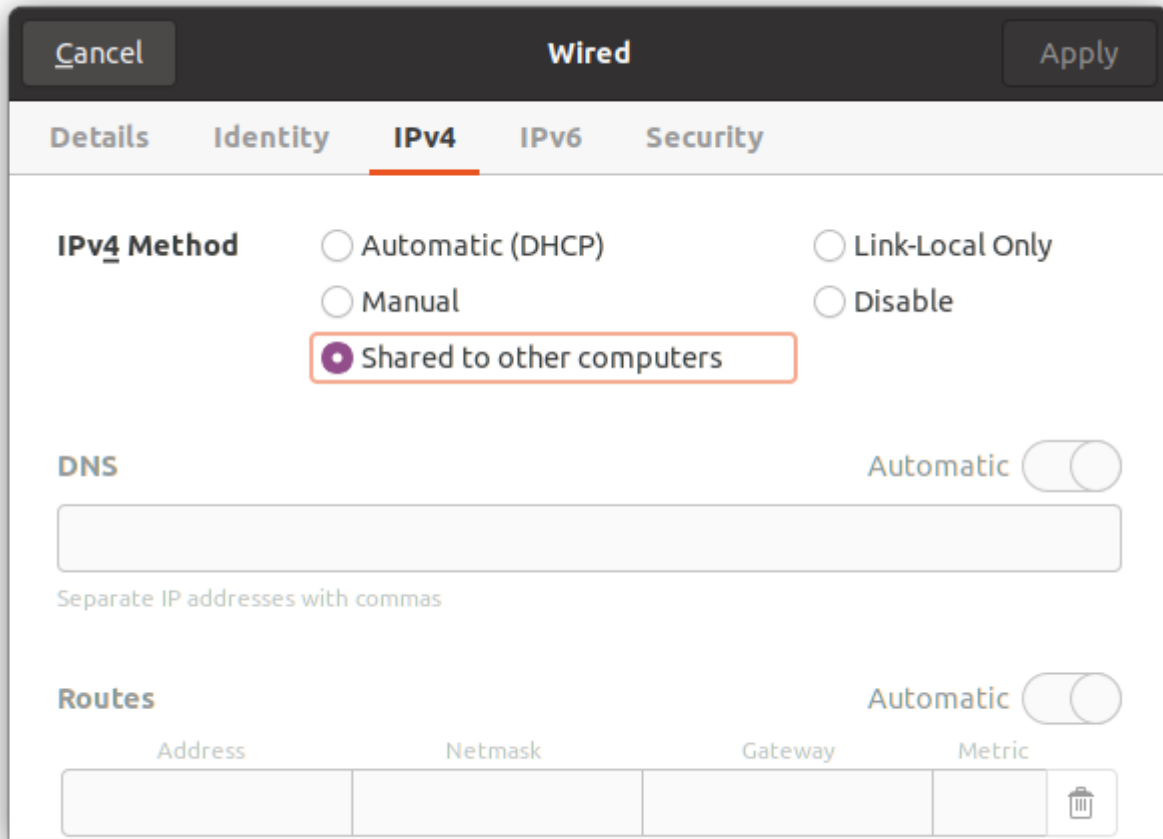 Cancel Wired Apply
Details Identity IPv4 IPv6 Security
IPv4 Method Automatic (DHCP) Link-Local Only
Manual Disable
Shared to other computers
DNS Automatic
Separate IP addresses with commas
Routes Automatic
Address Netmask Gateway Metric